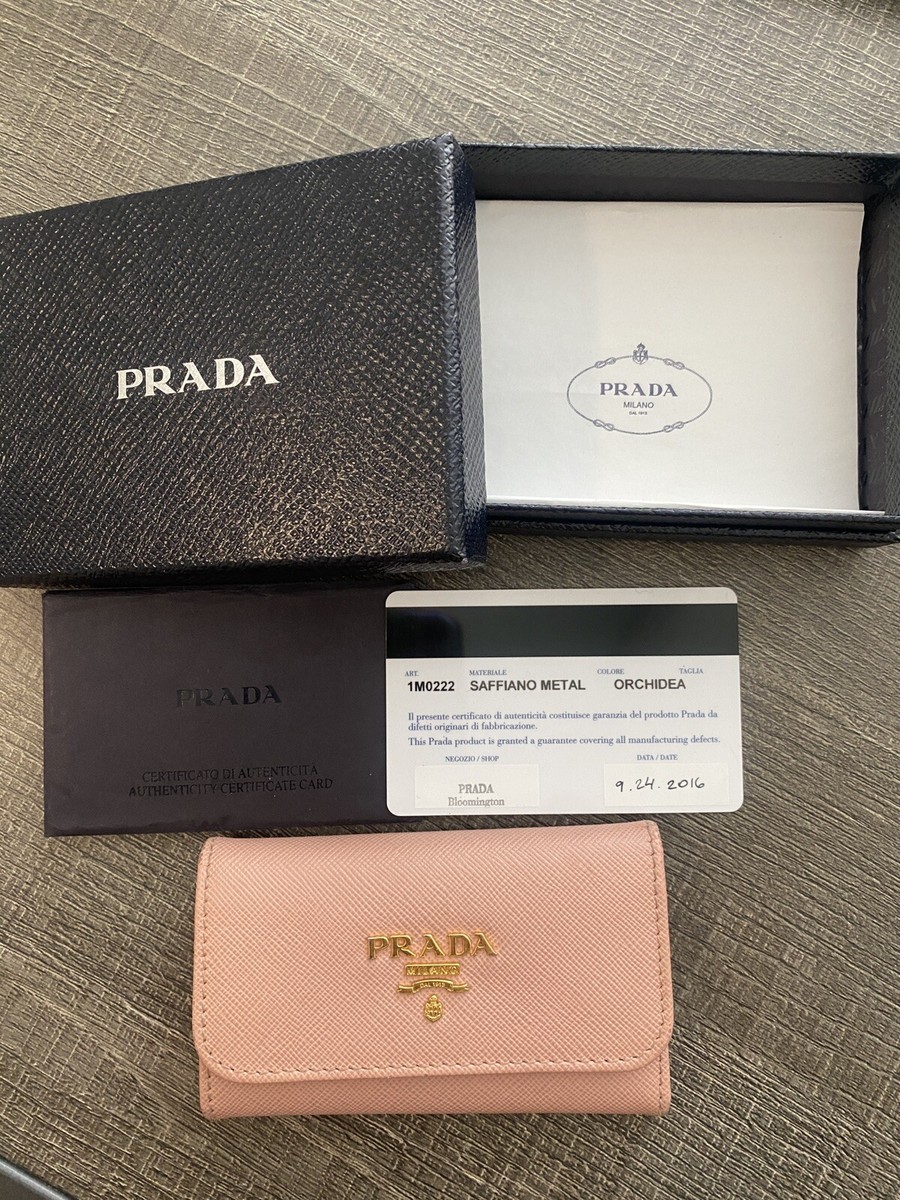 PRADA
PRADA
MILANO
DAL 1913
PRADA
CERTIFICATO DI AUTENTICITÀ
AUTHENTICITY CERTIFICATE CARD
ART. MATERIALE COLORE TAGLIA
1M0222 SAFFIANO METAL ORCHIDEA
Il presente certificato di autenticità costituisce garanzia del prodotto Prada da
difetti originari di fabbricazione.
This Prada product is granted a guarantee covering all manufacturing defects.
NEGOZIO / SHOP DATA / DATE
PRADA
Bloomington
9.24.2016
PRADA
MILANO
DAL 1913